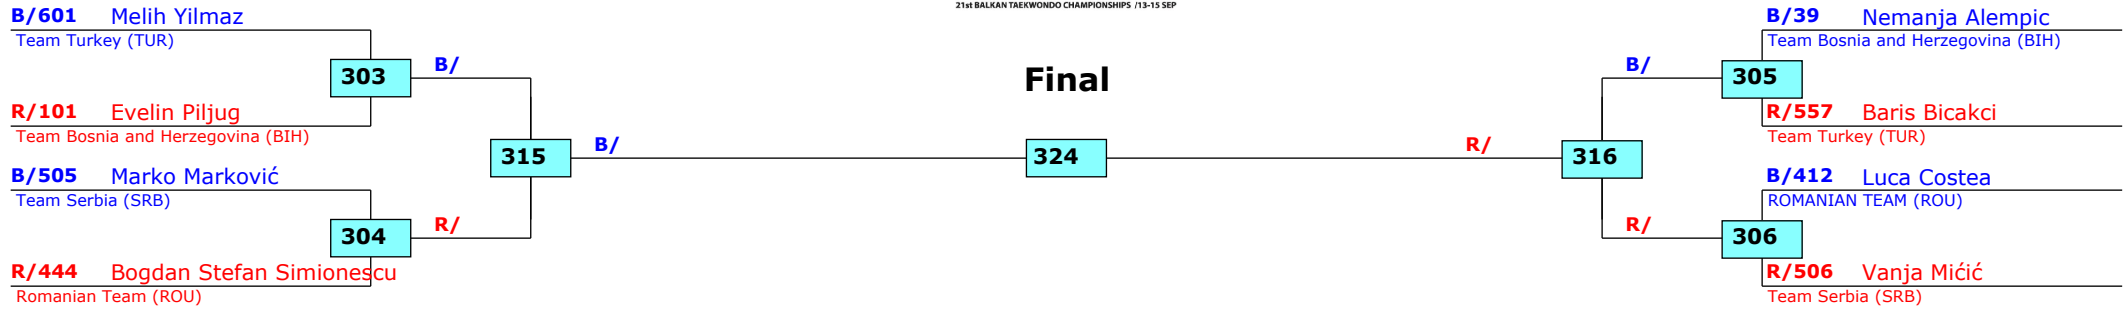 21st BALKAN TAEKWONDO CHAMPIONSHIPS /13-15 SEP
B/601 Melih Yilmaz
Team Turkey (TUR)
303
B/
R/101 Evelin Piljug
Team Bosnia and Herzegovina (BIH)
315
B/
B/505 Marko Marković
Team Serbia (SRB)
304
R/
R/444 Bogdan Stefan Simionescu
Romanian Team (ROU)
Final
324
B/39 Nemanja Alempic
Team Bosnia and Herzegovina (BIH)
B/
305
R/557 Baris Bicakci
Team Turkey (TUR)
R/
316
B/412 Luca Costea
ROMANIAN TEAM (ROU)
R/
306
R/506 Vanja Mićić
Team Serbia (SRB)